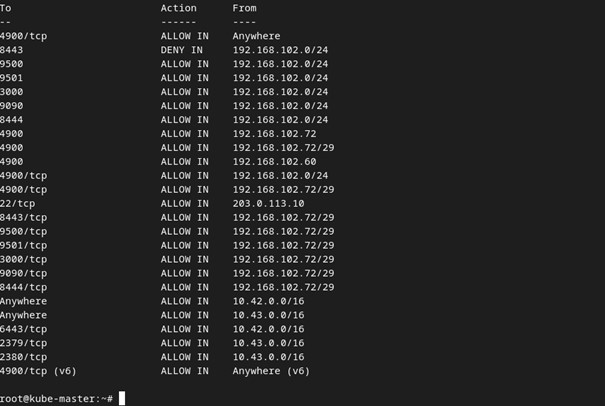 To Action From
-- ------ ----
4900/tcp ALLOW IN Anywhere
8443 DENY IN 192.168.102.0/24
9500 ALLOW IN 192.168.102.0/24
9501 ALLOW IN 192.168.102.0/24
3000 ALLOW IN 192.168.102.0/24
9090 ALLOW IN 192.168.102.0/24
8444 ALLOW IN 192.168.102.0/24
4900 ALLOW IN 192.168.102.72
4900 ALLOW IN 192.168.102.72/29
4900 ALLOW IN 192.168.102.60
4900/tcp ALLOW IN 192.168.102.0/24
4900/tcp ALLOW IN 192.168.102.72/29
22/tcp ALLOW IN 203.0.113.10
8443/tcp ALLOW IN 192.168.102.72/29
9500/tcp ALLOW IN 192.168.102.72/29
9501/tcp ALLOW IN 192.168.102.72/29
3000/tcp ALLOW IN 192.168.102.72/29
9090/tcp ALLOW IN 192.168.102.72/29
8444/tcp ALLOW IN 192.168.102.72/29
Anywhere ALLOW IN 10.42.0.0/16
Anywhere ALLOW IN 10.43.0.0/16
6443/tcp ALLOW IN 10.42.0.0/16
2379/tcp ALLOW IN 10.43.0.0/16
2380/tcp ALLOW IN 10.43.0.0/16
4900/tcp (v6) ALLOW IN Anywhere (v6)
root@kube-master:~#